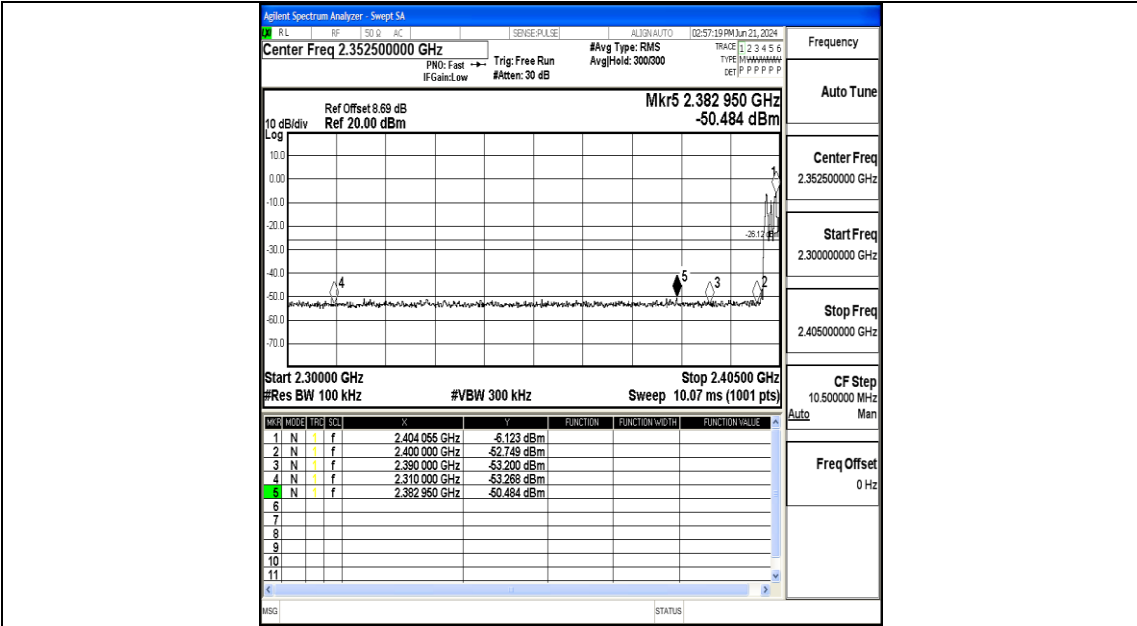 Agilent Spectrum Analyzer - Swept SA
RL RF 50 Ω AC SENSE:PULSE ALIGN AUTO 02:57:19 PM Jun 21, 2024
Center Freq 2.352500000 GHz
PNO: Fast
IFGain:Low
Trig: Free Run
#Atten: 30 dB
#Avg Type: RMS
Avg|Hold: 300/300
TRACE 1 2 3 4 5 6
TYPE
DET P P P P P P
Mkr5 2.382 950 GHz
-50.484 dBm
Ref Offset 8.69 dB
10 dB/div Ref 20.00 dBm
Log
10.0
0.00
-10.0
-20.0
-30.0
-40.0
-50.0
-60.0
-70.0
1
2
3
4
5
Start 2.30000 GHz Stop 2.40500 GHz
#Res BW 100 kHz #VBW 300 kHz Sweep 10.07 ms (1001 pts)
MKR MODE TRC SCL X Y FUNCTION FUNCTION WIDTH FUNCTION VALUE
1 N 1 f 2.404 055 GHz -6.123 dBm
2 N 1 f 2.400 000 GHz -52.749 dBm
3 N 1 f 2.390 000 GHz -53.200 dBm
4 N 1 f 2.310 000 GHz -53.268 dBm
5 N 1 f 2.382 950 GHz -50.484 dBm
6
7
8
9
10
11
MSG STATUS
Frequency
Auto Tune
Center Freq
2.352500000 GHz
Start Freq
2.300000000 GHz
Stop Freq
2.405000000 GHz
CF Step
10.500000 MHz
Auto Man
Freq Offset
0 Hz